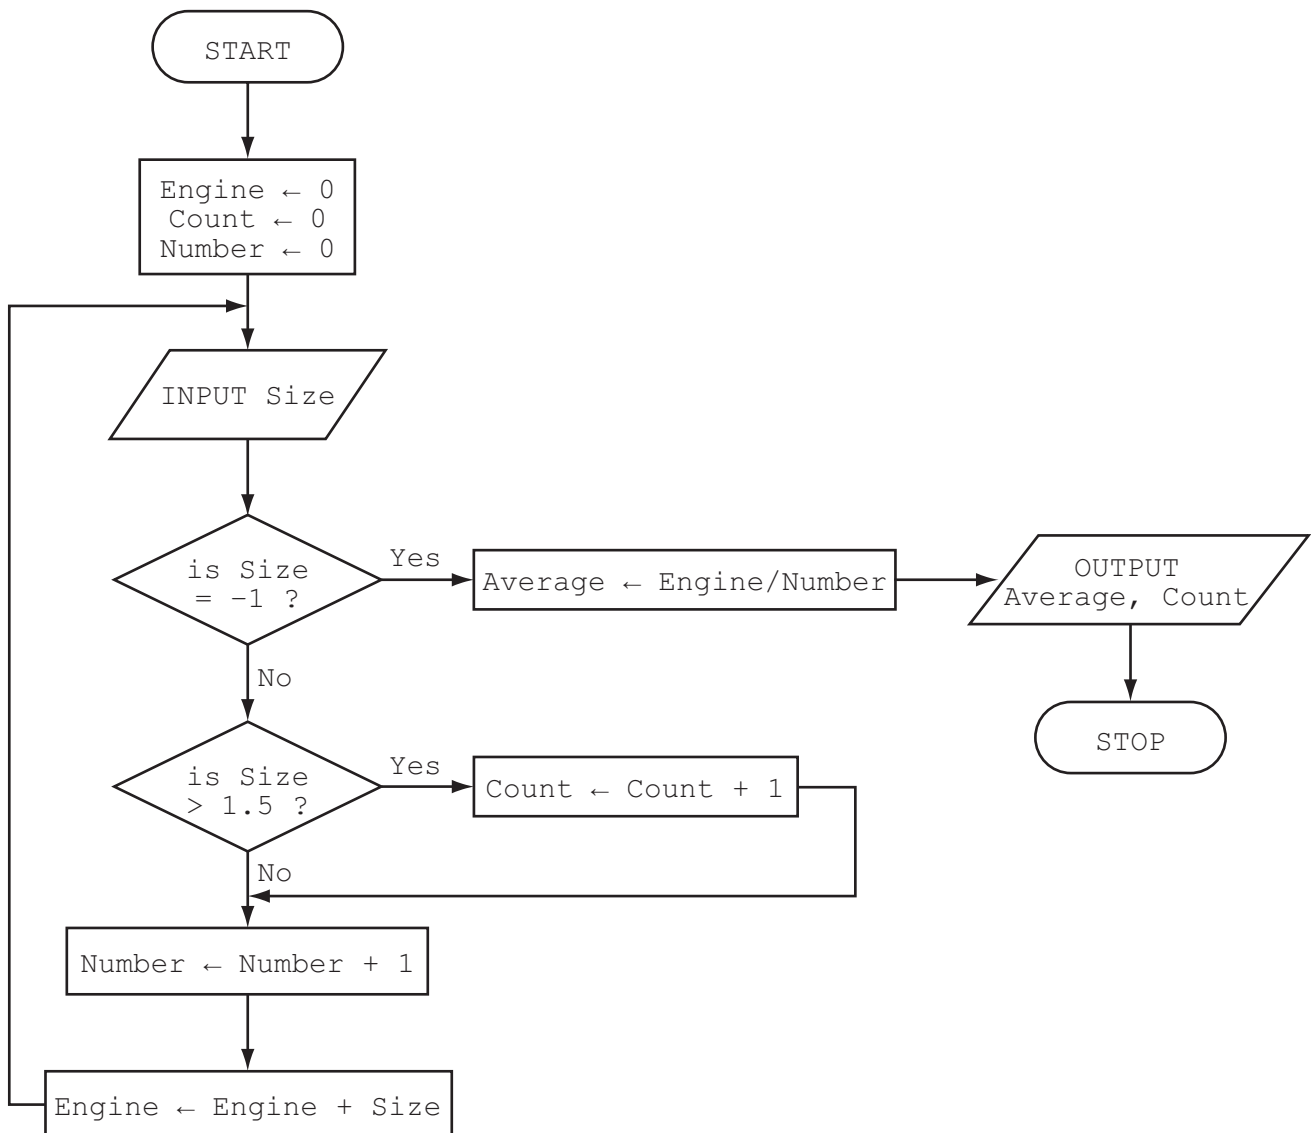 START
Engine ← 0
Count ← 0
Number ← 0
INPUT Size
is Size
= –1 ?
Yes
Average ← Engine/Number
OUTPUT
Average, Count
No
STOP
is Size
> 1.5 ?
Yes
Count ← Count + 1
No
Number ← Number + 1
Engine ← Engine + Size